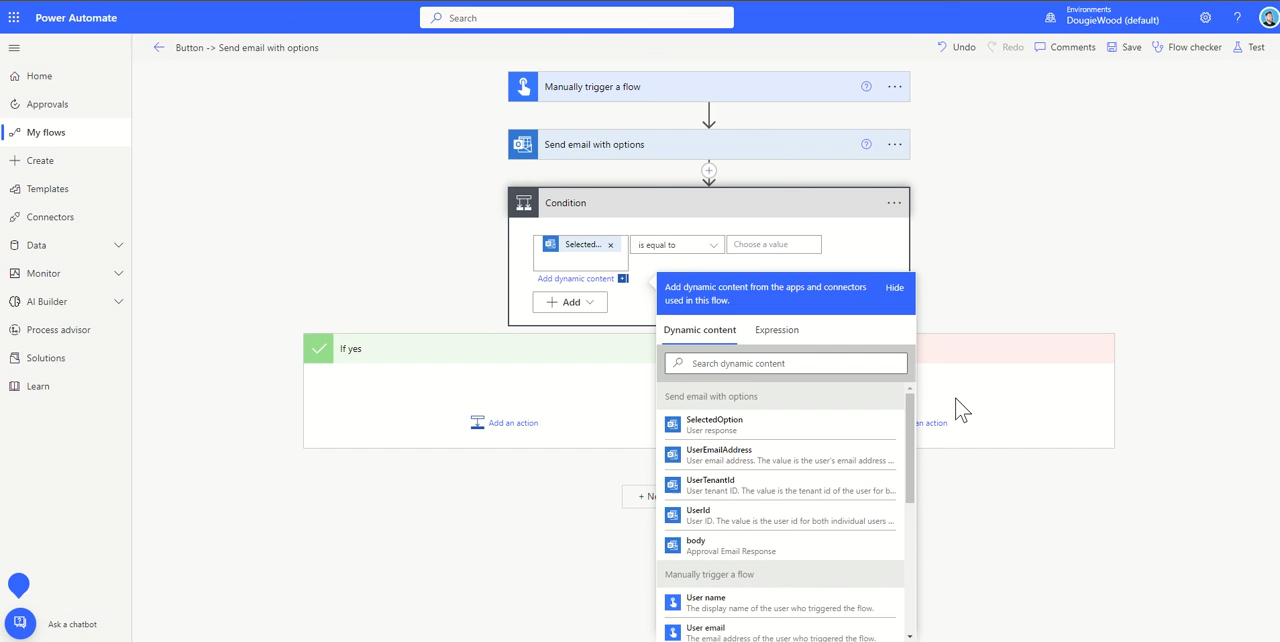 Power Automate
Search
Environments
DougieWood (default)
?
Button -> Send email with options
Undo
Redo
Comments
Save
Flow checker
Test
Home
Approvals
My flows
Create
Templates
Connectors
Data
Monitor
AI Builder
Process advisor
Solutions
Learn
Ask a chatbot
Manually trigger a flow
?
...
Send email with options
?
...
+
Condition
...
Selected... x
is equal to
Choose a value
Add dynamic content +
+ Add
If yes
Add an action
an action
+ Ne
Add dynamic content from the apps and connectors
used in this flow.
Hide
Dynamic content
Expression
Search dynamic content
Send email with options
SelectedOption
User response
UserEmailAddress
User email address. The value is the user's email address ...
UserTenantId
User tenant ID. The value is the tenant id of the user for b...
UserId
User ID. The value is the user id for both individual users ...
body
Approval Email Response
Manually trigger a flow
User name
The display name of the user who triggered the flow.
User email
The email address of the user who triggered the flow.